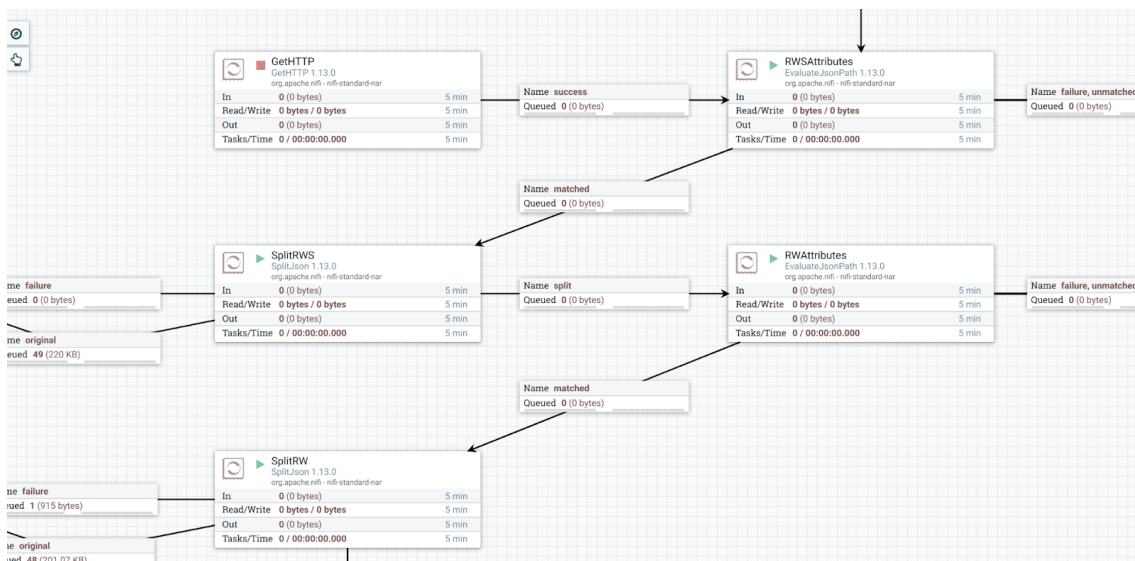 GetHTTP
GetHTTP 1.13.0
org.apache.nifi - nifi-standard-nar
In 0 (0 bytes) 5 min
Read/Write 0 bytes / 0 bytes 5 min
Out 0 (0 bytes) 5 min
Tasks/Time 0 / 00:00:00.000 5 min
Name success
Queued 0 (0 bytes)
RWSAttributes
EvaluateJsonPath 1.13.0
org.apache.nifi - nifi-standard-nar
In 0 (0 bytes) 5 min
Read/Write 0 bytes / 0 bytes 5 min
Out 0 (0 bytes) 5 min
Tasks/Time 0 / 00:00:00.000 5 min
Name failure, unmatched
Queued 0 (0 bytes)
Name matched
Queued 0 (0 bytes)
me failure
eued 0 (0 bytes)
me original
ueued 49 (220 KB)
SplitRWS
SplitJson 1.13.0
org.apache.nifi - nifi-standard-nar
In 0 (0 bytes) 5 min
Read/Write 0 bytes / 0 bytes 5 min
Out 0 (0 bytes) 5 min
Tasks/Time 0 / 00:00:00.000 5 min
Name split
Queued 0 (0 bytes)
RWAttributes
EvaluateJsonPath 1.13.0
org.apache.nifi - nifi-standard-nar
In 0 (0 bytes) 5 min
Read/Write 0 bytes / 0 bytes 5 min
Out 0 (0 bytes) 5 min
Tasks/Time 0 / 00:00:00.000 5 min
Name failure, unmatched
Queued 0 (0 bytes)
Name matched
Queued 0 (0 bytes)
me failure
eued 1 (915 bytes)
me original
ued 48 (201.07 KB)
SplitRW
SplitJson 1.13.0
org.apache.nifi - nifi-standard-nar
In 0 (0 bytes) 5 min
Read/Write 0 bytes / 0 bytes 5 min
Out 0 (0 bytes) 5 min
Tasks/Time 0 / 00:00:00.000 5 min